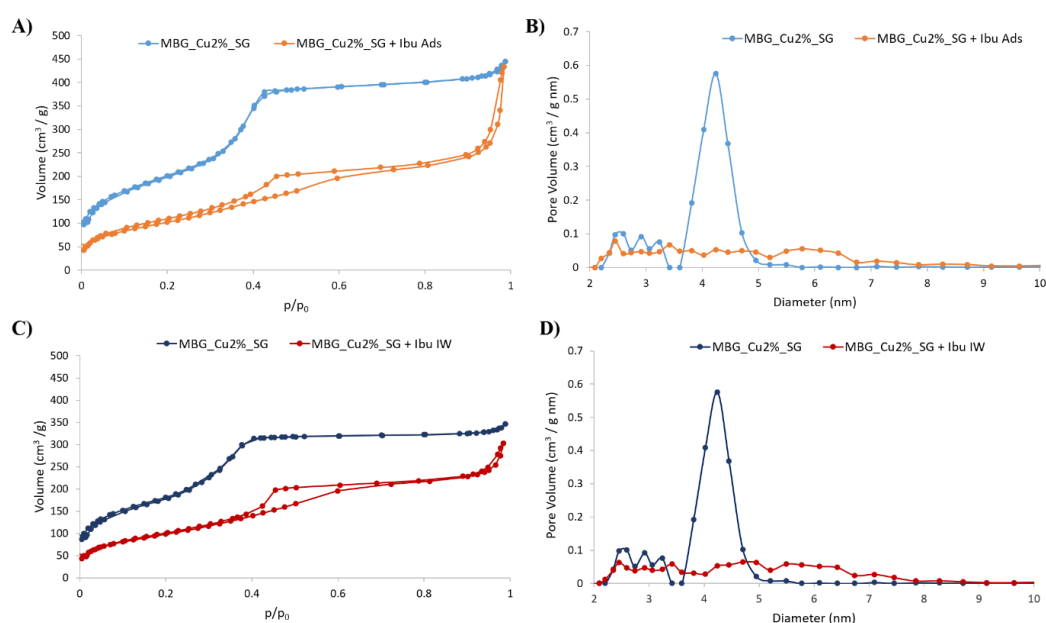 A)
MBG_Cu2%_SG MBG_Cu2%_SG + Ibu Ads
Volume (cm³ / g)
500
450
400
350
300
250
200
150
100
50
0
0 0.2 0.4 0.6 0.8 1
p/p₀
B)
MBG_Cu2%_SG MBG_Cu2%_SG + Ibu Ads
Pore Volume (cm³ / g nm)
0.7
0.6
0.5
0.4
0.3
0.2
0.1
0
2 3 4 5 6 7 8 9 10
Diameter (nm)
C)
MBG_Cu2%_SG MBG_Cu2%_SG + Ibu IW
Volume (cm³ /g)
500
450
400
350
300
250
200
150
100
50
0
0 0.2 0.4 0.6 0.8 1
p/p₀
D)
MBG_Cu2%_SG MBG_Cu2%_SG + Ibu IW
Pore Volume (cm³ / g nm)
0.7
0.6
0.5
0.4
0.3
0.2
0.1
0
2 3 4 5 6 7 8 9 10
Diameter (nm)